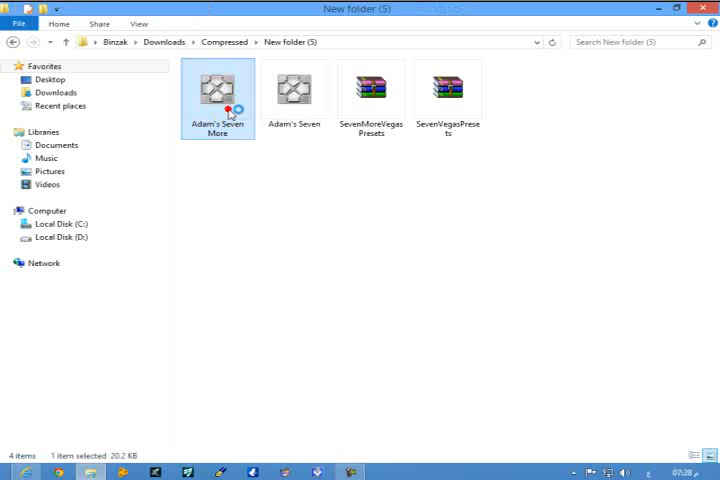 New folder (5)
File
Home
Share
View
Binzak
Downloads
Compressed
New folder (5)
Search New folder (5)
Favorites
Desktop
Downloads
Recent places
Libraries
Documents
Music
Pictures
Videos
Computer
Local Disk (C:)
Local Disk (D:)
Network
Adam's Seven
More
Adam's Seven
SevenMoreVegas
Presets
SevenVegasPrese
ts
4 items
1 item selected 20.2 KB
ع
07:28 م